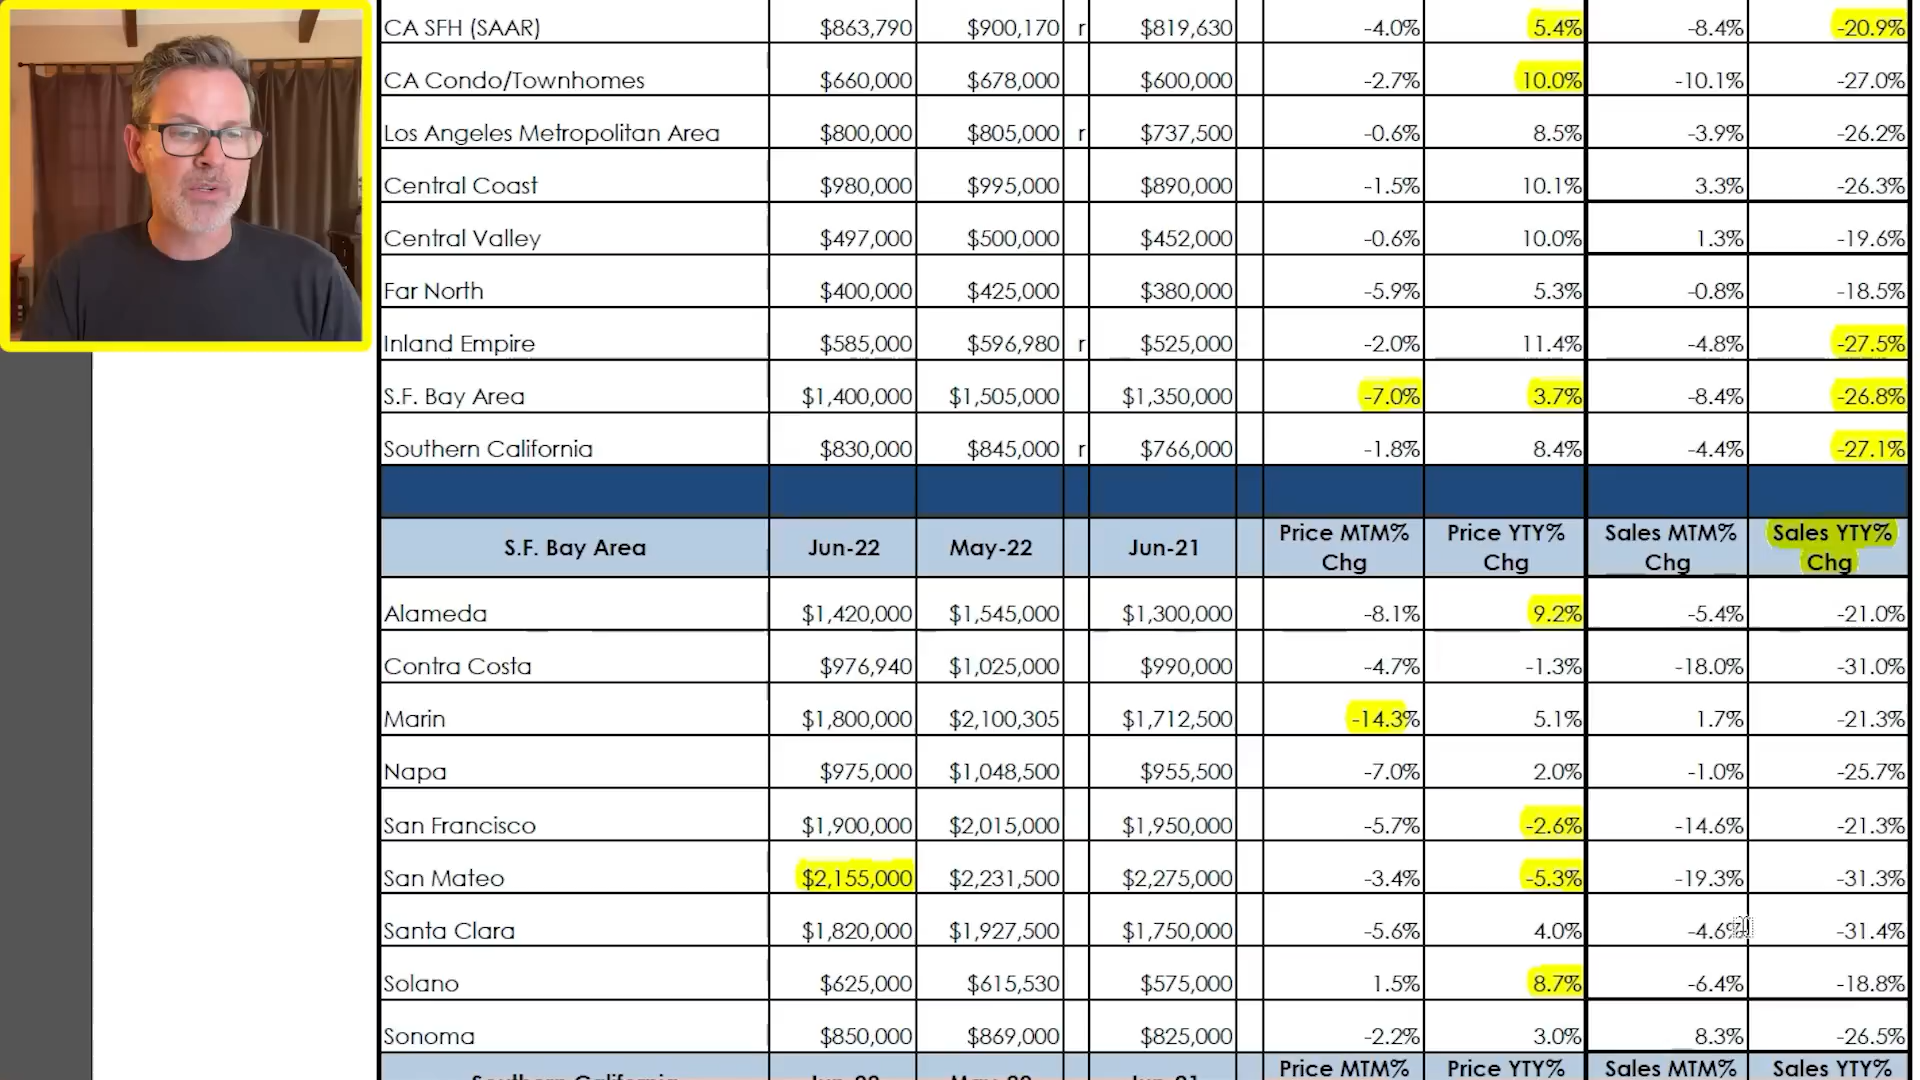 CA SFH (SAAR) $863,790 $900,170 r $819,630 -4.0% 5.4% -8.4% -20.9%
CA Condo/Townhomes $660,000 $678,000 $600,000 -2.7% 10.0% -10.1% -27.0%
Los Angeles Metropolitan Area $800,000 $805,000 r $737,500 -0.6% 8.5% -3.9% -26.2%
Central Coast $980,000 $995,000 $890,000 -1.5% 10.1% 3.3% -26.3%
Central Valley $497,000 $500,000 $452,000 -0.6% 10.0% 1.3% -19.6%
Far North $400,000 $425,000 $380,000 -5.9% 5.3% -0.8% -18.5%
Inland Empire $585,000 $596,980 r $525,000 -2.0% 11.4% -4.8% -27.5%
S.F. Bay Area $1,400,000 $1,505,000 $1,350,000 -7.0% 3.7% -8.4% -26.8%
Southern California $830,000 $845,000 r $766,000 -1.8% 8.4% -4.4% -27.1%
S.F. Bay Area Jun-22 May-22 Jun-21 Price MTM% Chg Price YTY% Chg Sales MTM% Chg Sales YTY% Chg
Alameda $1,420,000 $1,545,000 $1,300,000 -8.1% 9.2% -5.4% -21.0%
Contra Costa $976,940 $1,025,000 $990,000 -4.7% -1.3% -18.0% -31.0%
Marin $1,800,000 $2,100,305 $1,712,500 -14.3% 5.1% 1.7% -21.3%
Napa $975,000 $1,048,500 $955,500 -7.0% 2.0% -1.0% -25.7%
San Francisco $1,900,000 $2,015,000 $1,950,000 -5.7% -2.6% -14.6% -21.3%
San Mateo $2,155,000 $2,231,500 $2,275,000 -3.4% -5.3% -19.3% -31.3%
Santa Clara $1,820,000 $1,927,500 $1,750,000 -5.6% 4.0% -4.6% -31.4%
Solano $625,000 $615,530 $575,000 1.5% 8.7% -6.4% -18.8%
Sonoma $850,000 $869,000 $825,000 -2.2% 3.0% 8.3% -26.5%
Southern California Jun-22 May-22 Jun-21 Price MTM% Price YTY% Sales MTM% Sales YTY%